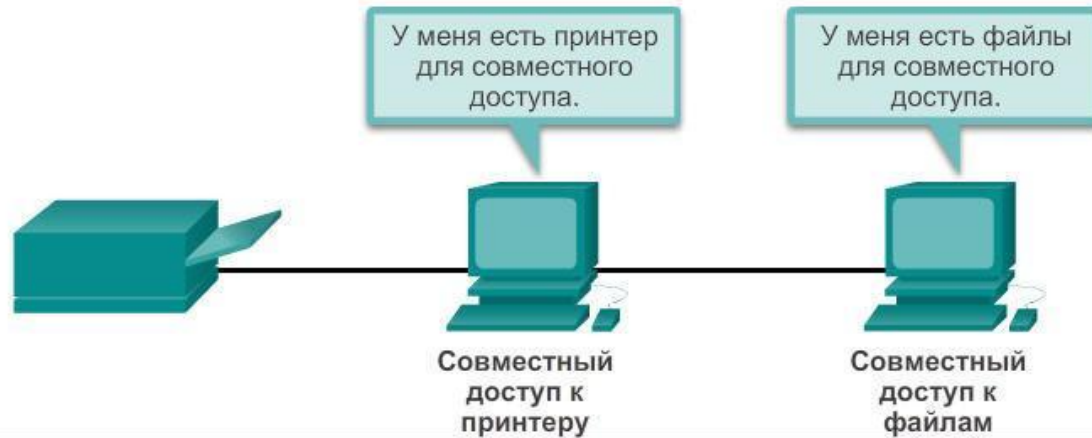 У меня есть принтер
для совместного
доступа.
У меня есть файлы
для совместного
доступа.
Совместный
доступ к
принтеру
Совместный
доступ к
файлам